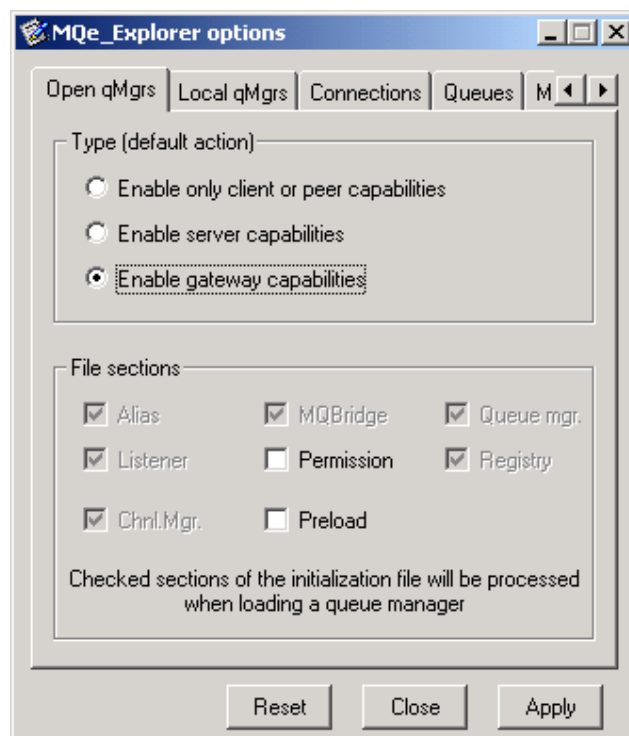 MQe_Explorer options
Open qMgrs Local qMgrs Connections Queues M
Type (default action)
Enable only client or peer capabilities
Enable server capabilities
Enable gateway capabilities
File sections
Alias MQBridge Queue mgr.
Listener Permission Registry
Chnl.Mgr. Preload
Checked sections of the initialization file will be processed
when loading a queue manager
Reset Close Apply